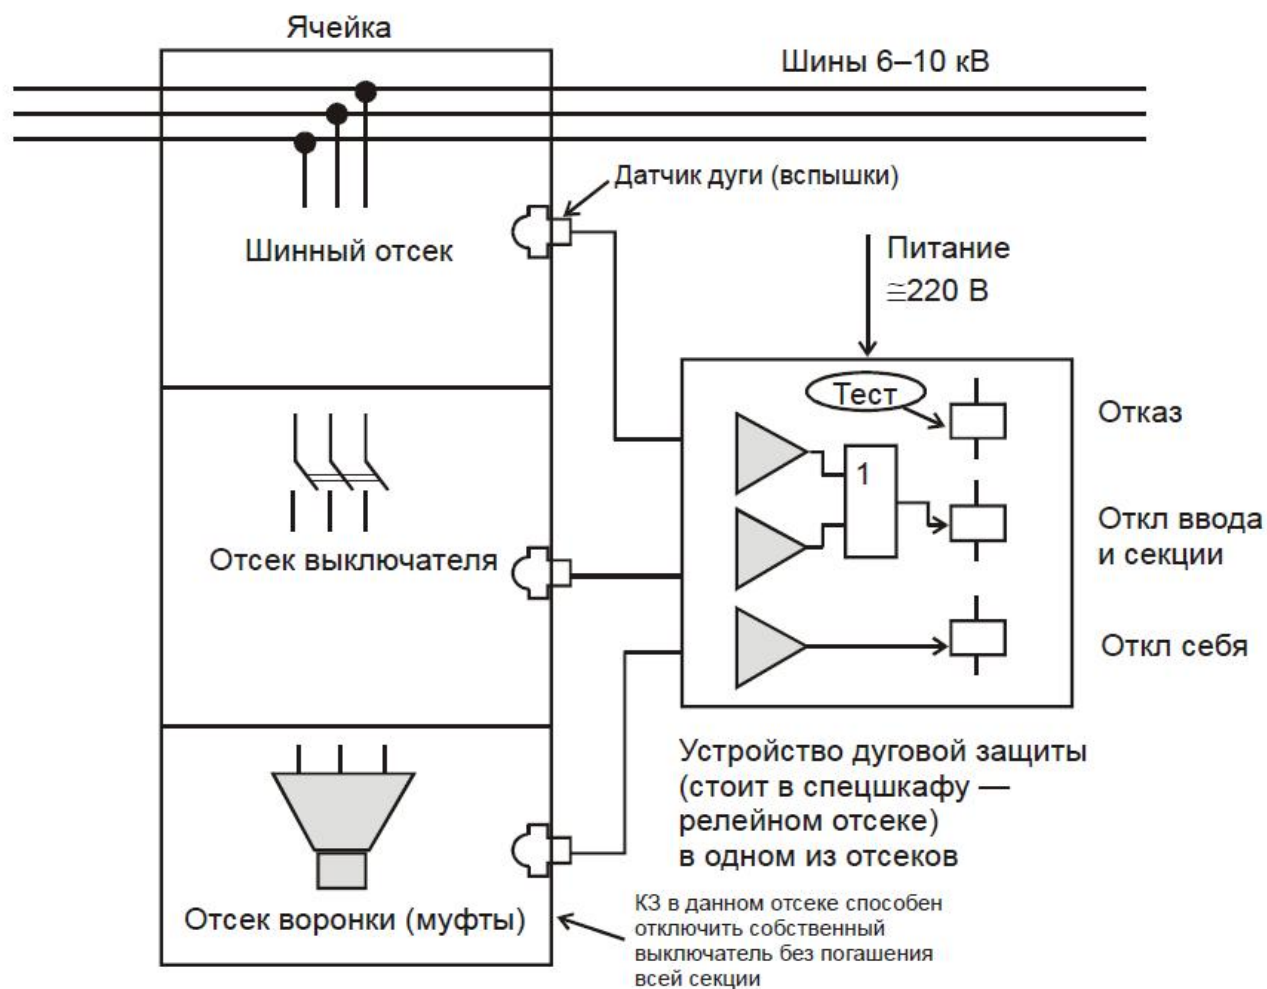 Ячейка
Шины 6–10 кВ
Датчик дуги (вспышки)
Шинный отсек
Питание
≅220 В
Тест
Отказ
1
Откл ввода
и секции
Отсек выключателя
Откл себя
Устройство дуговой защиты
(стоит в спецшкафу —
релейном отсеке)
в одном из отсеков
Отсек воронки (муфты)
КЗ в данном отсеке способен
отключить собственный
выключатель без погашения
всей секции